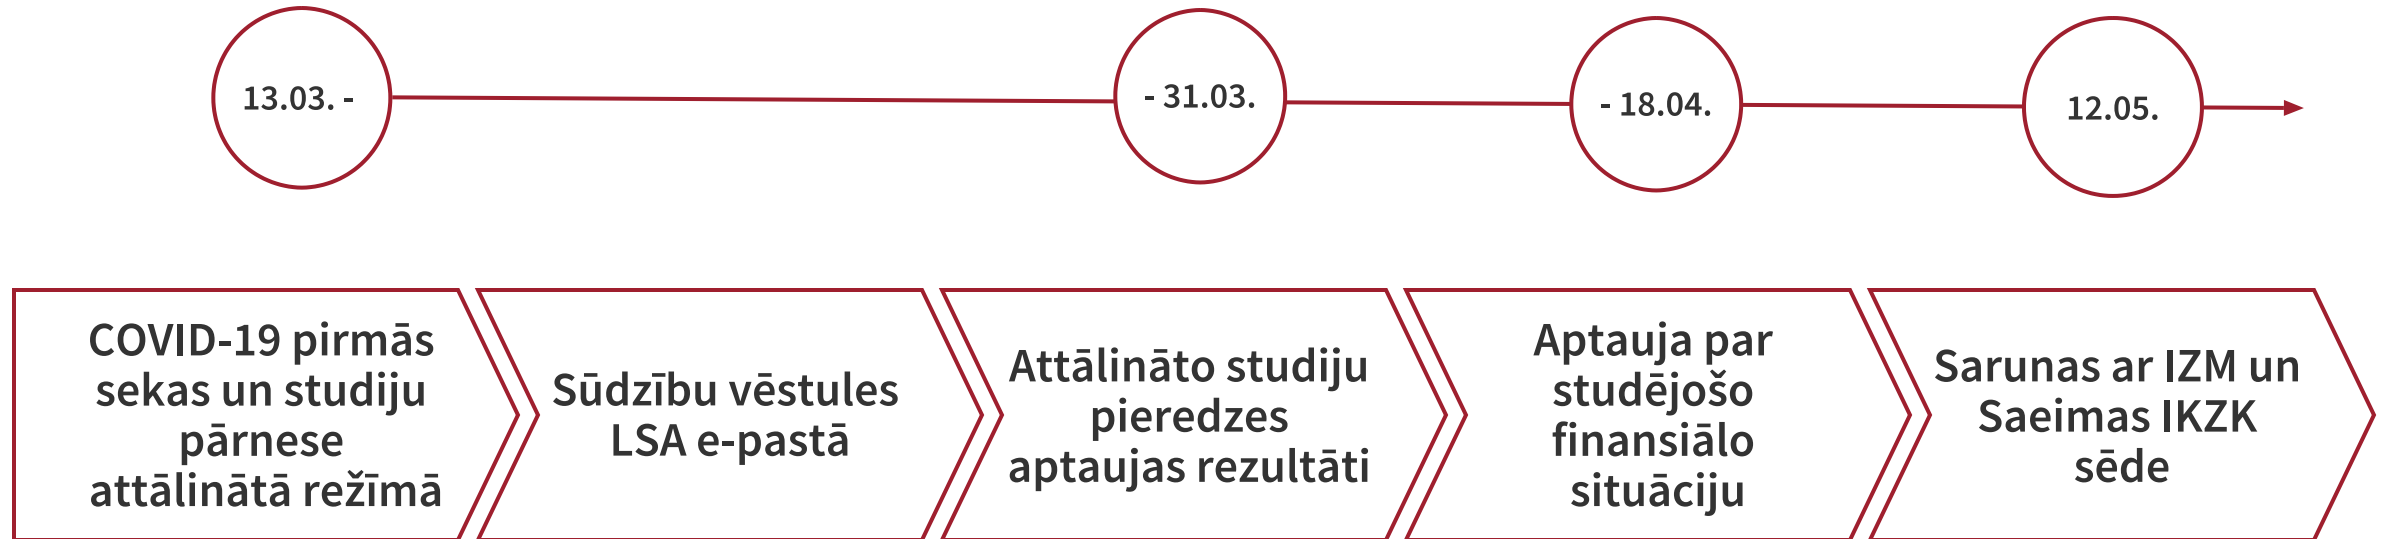 13.03. -
- 31.03.
- 18.04.
12.05.
COVID-19 pirmās
sekas un studiju
pārnese
attālinātā režīmā
Sūdzību vēstules
LSA e-pastā
Attālināto studiju
pieredzes
aptaujas rezultāti
Aptauja par
studējošo
finansiālo
situāciju
Sarunas ar IZM un
Saeimas IKZK
sēde